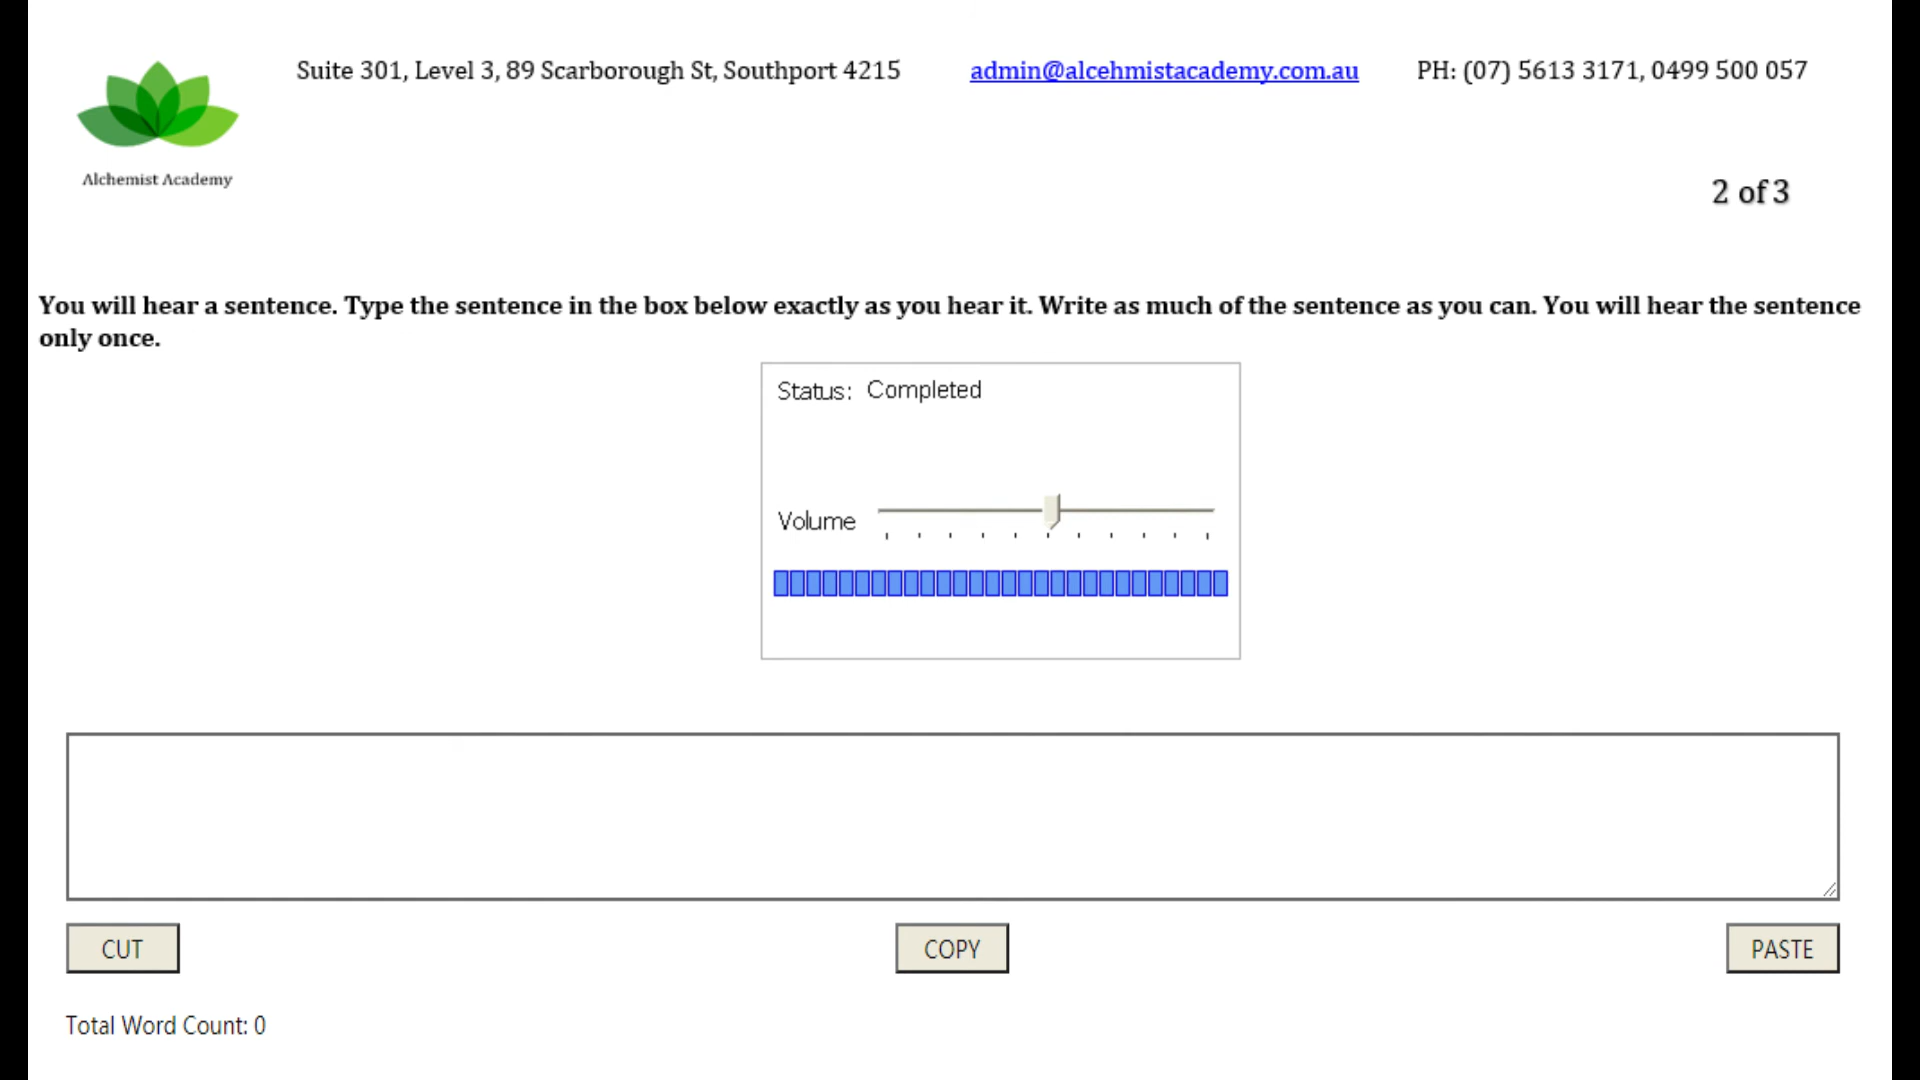 Suite 301, Level 3, 89 Scarborough St, Southport 4215 admin@alcehmistacademy.com.au PH: (07) 5613 3171, 0499 500 057
Alchemist Academy
2 of 3
You will hear a sentence. Type the sentence in the box below exactly as you hear it. Write as much of the sentence as you can. You will hear the sentence
only once.
Status: Completed
Volume
CUT COPY PASTE
Total Word Count: 0